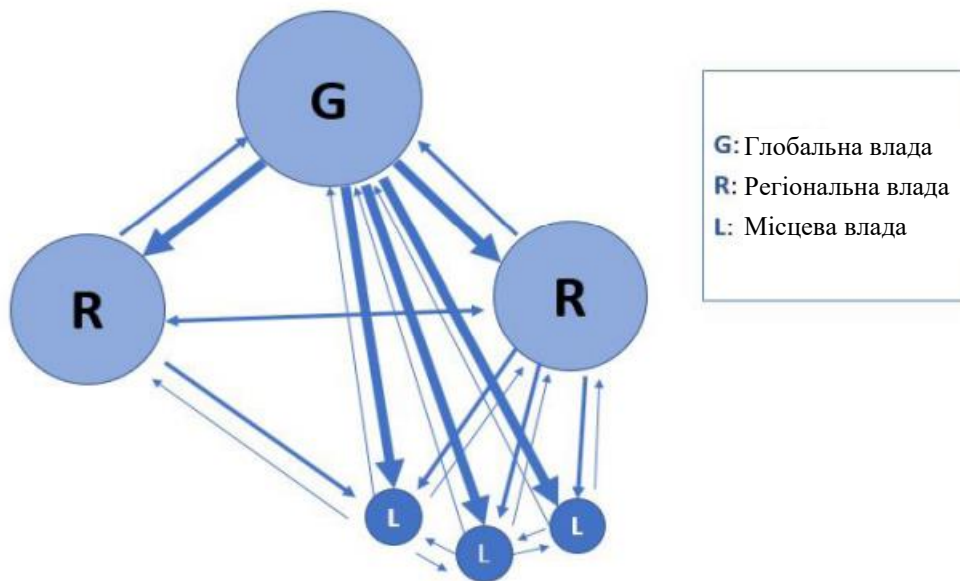 G
R
R
L
L
L
G: Глобальна влада
R: Регіональна влада
L: Місцева влада